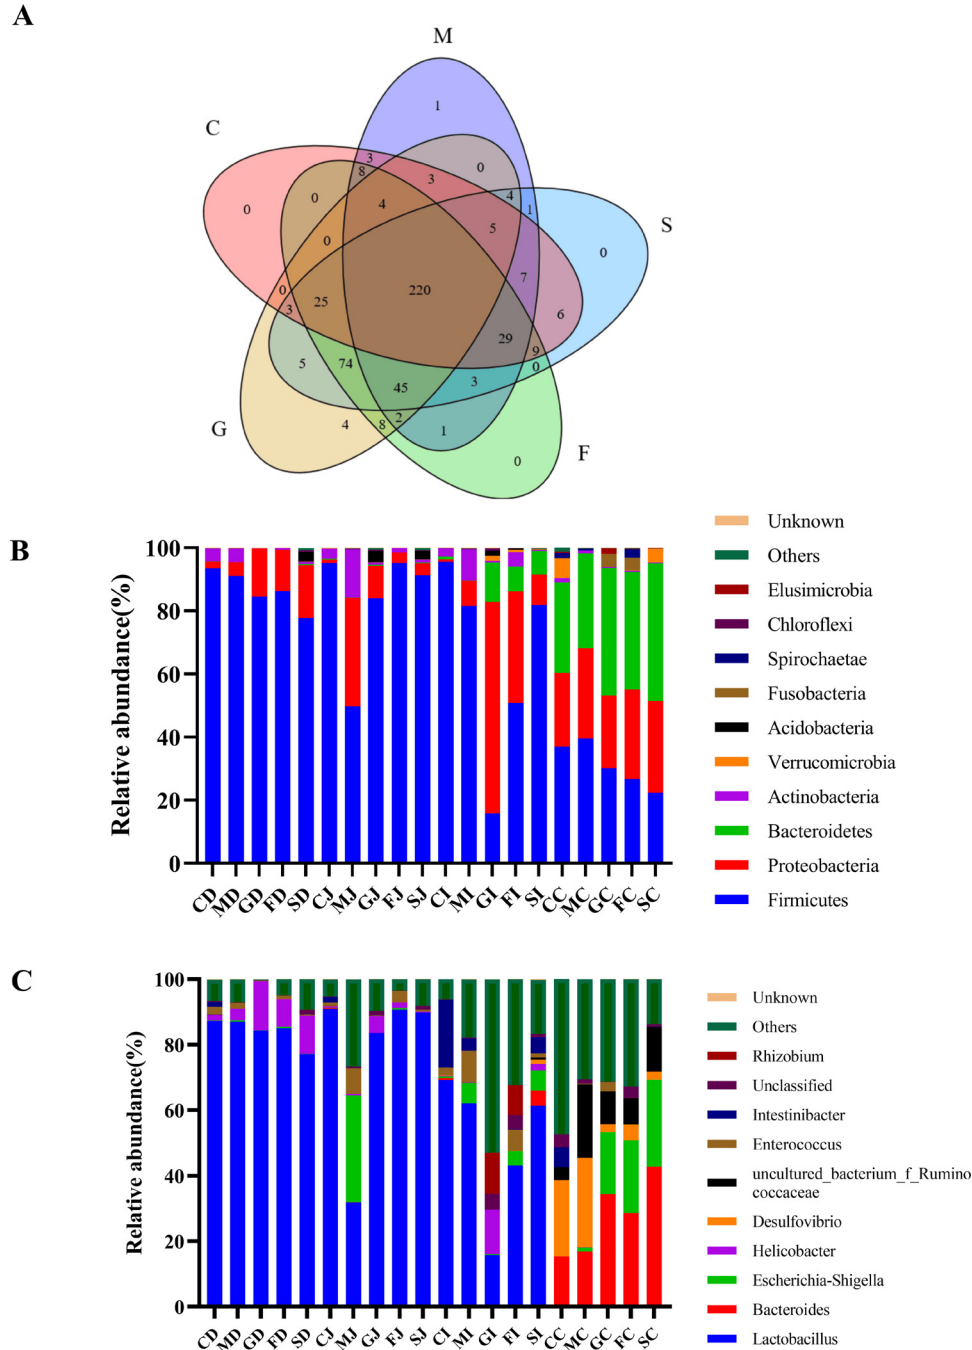 A
M
C
S
G
F
1
3
8
3
0
4
1
0
0
4
5
0
0
7
0
220
25
3
6
29
9
0
5
74
45
3
4
8
2
1
0
B
Relative abundance(%)
100
80
60
40
20
0
CD MD GD FD SD CJ MJ GJ FJ SJ CI MI GI FI SI CC MC GC FC SC
Unknown
Others
Elusimicrobia
Chloroflexi
Spirochaetae
Fusobacteria
Acidobacteria
Verrucomicrobia
Actinobacteria
Bacteroidetes
Proteobacteria
Firmicutes
C
Relative abundance(%)
100
80
60
40
20
0
CD MD GD FD SD CJ MJ GJ FJ SJ CI MI GI FI SI CC MC GC FC SC
Unknown
Others
Rhizobium
Unclassified
Intestinibacter
Enterococcus
uncultured_bacterium_f_Rumino
coccaceae
Desulfovibrio
Helicobacter
Escherichia-Shigella
Bacteroides
Lactobacillus